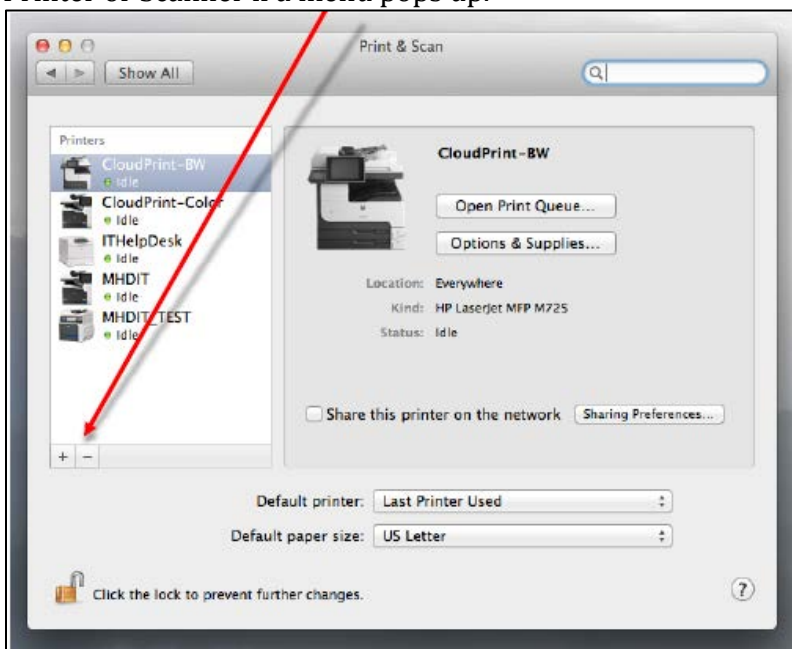 Printer or Scanner if a menu pops up.
Print & Scan
Show All
Printers
CloudPrint-BW
Idle
CloudPrint-Color
Idle
ITHelpDesk
Idle
MHDIT
Idle
MHDIT_TEST
Idle
+ −
CloudPrint-BW
Open Print Queue...
Options & Supplies...
Location: Everywhere
Kind: HP LaserJet MFP M725
Status: Idle
Share this printer on the network Sharing Preferences...
Default printer: Last Printer Used
Default paper size: US Letter
Click the lock to prevent further changes.
?